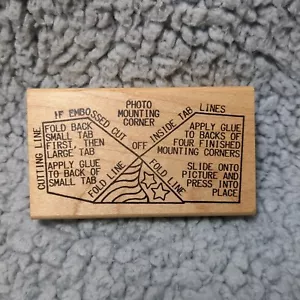 PHOTO
MOUNTING
CORNER
IF EMBOSSED CUT OFF INSIDE TAB LINES
CUTTING LINE
FOLD BACK
SMALL TAB
FIRST, THEN
LARGE TAB
APPLY GLUE
TO BACK OF
SMALL TAB
FOLD LINE
FOLD LINE
APPLY GLUE
TO BACKS OF
FOUR FINISHED
MOUNTING CORNERS
SLIDE ONTO
PICTURE AND
PRESS INTO
PLACE